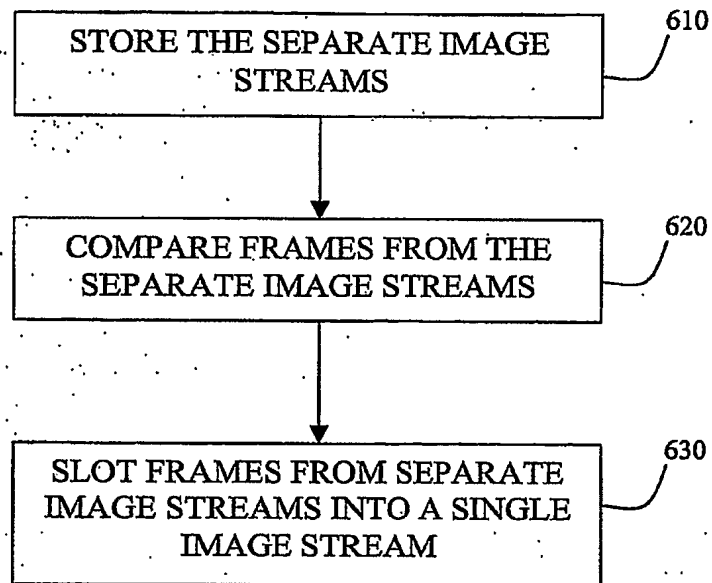 STORE THE SEPARATE IMAGE
STREAMS
610
COMPARE FRAMES FROM THE
SEPARATE IMAGE STREAMS
620
SLOT FRAMES FROM SEPARATE
IMAGE STREAMS INTO A SINGLE
IMAGE STREAM
630